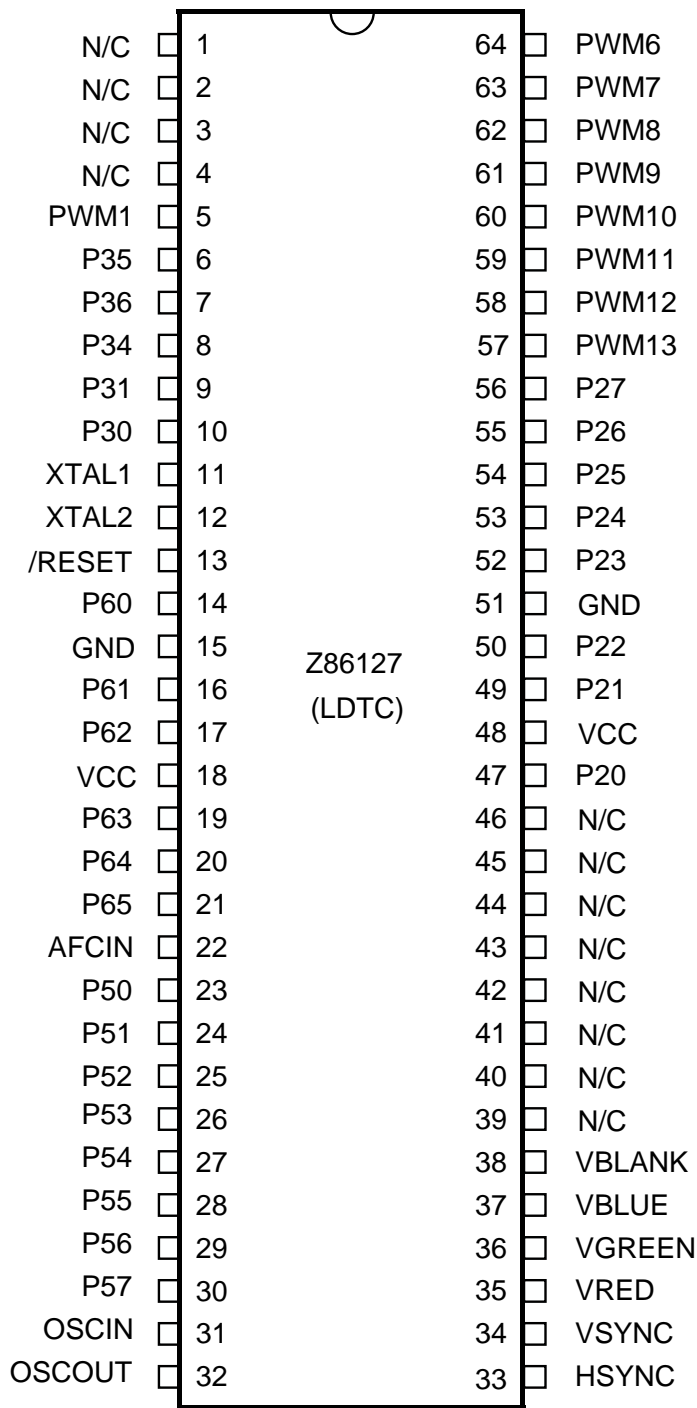 N/C 1 64 PWM6
N/C 2 63 PWM7
N/C 3 62 PWM8
N/C 4 61 PWM9
PWM1 5 60 PWM10
P35 6 59 PWM11
P36 7 58 PWM12
P34 8 57 PWM13
P31 9 56 P27
P30 10 55 P26
XTAL1 11 54 P25
XTAL2 12 53 P24
/RESET 13 52 P23
P60 14 51 GND
GND 15 50 P22
Z86127
P61 16 49 P21
(LDTC)
P62 17 48 VCC
VCC 18 47 P20
P63 19 46 N/C
P64 20 45 N/C
P65 21 44 N/C
AFCIN 22 43 N/C
P50 23 42 N/C
P51 24 41 N/C
P52 25 40 N/C
P53 26 39 N/C
P54 27 38 VBLANK
P55 28 37 VBLUE
P56 29 36 VGREEN
P57 30 35 VRED
OSCIN 31 34 VSYNC
OSCOUT 32 33 HSYNC